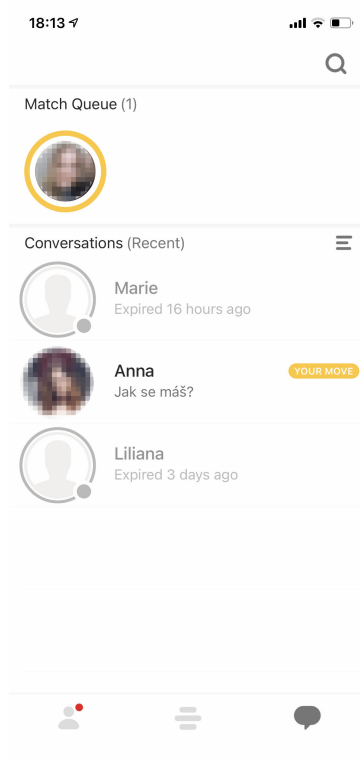 18:13
Match Queue (1)
Conversations (Recent)
Marie
Expired 16 hours ago
Anna
YOUR MOVE
Jak se máš?
Liliana
Expired 3 days ago